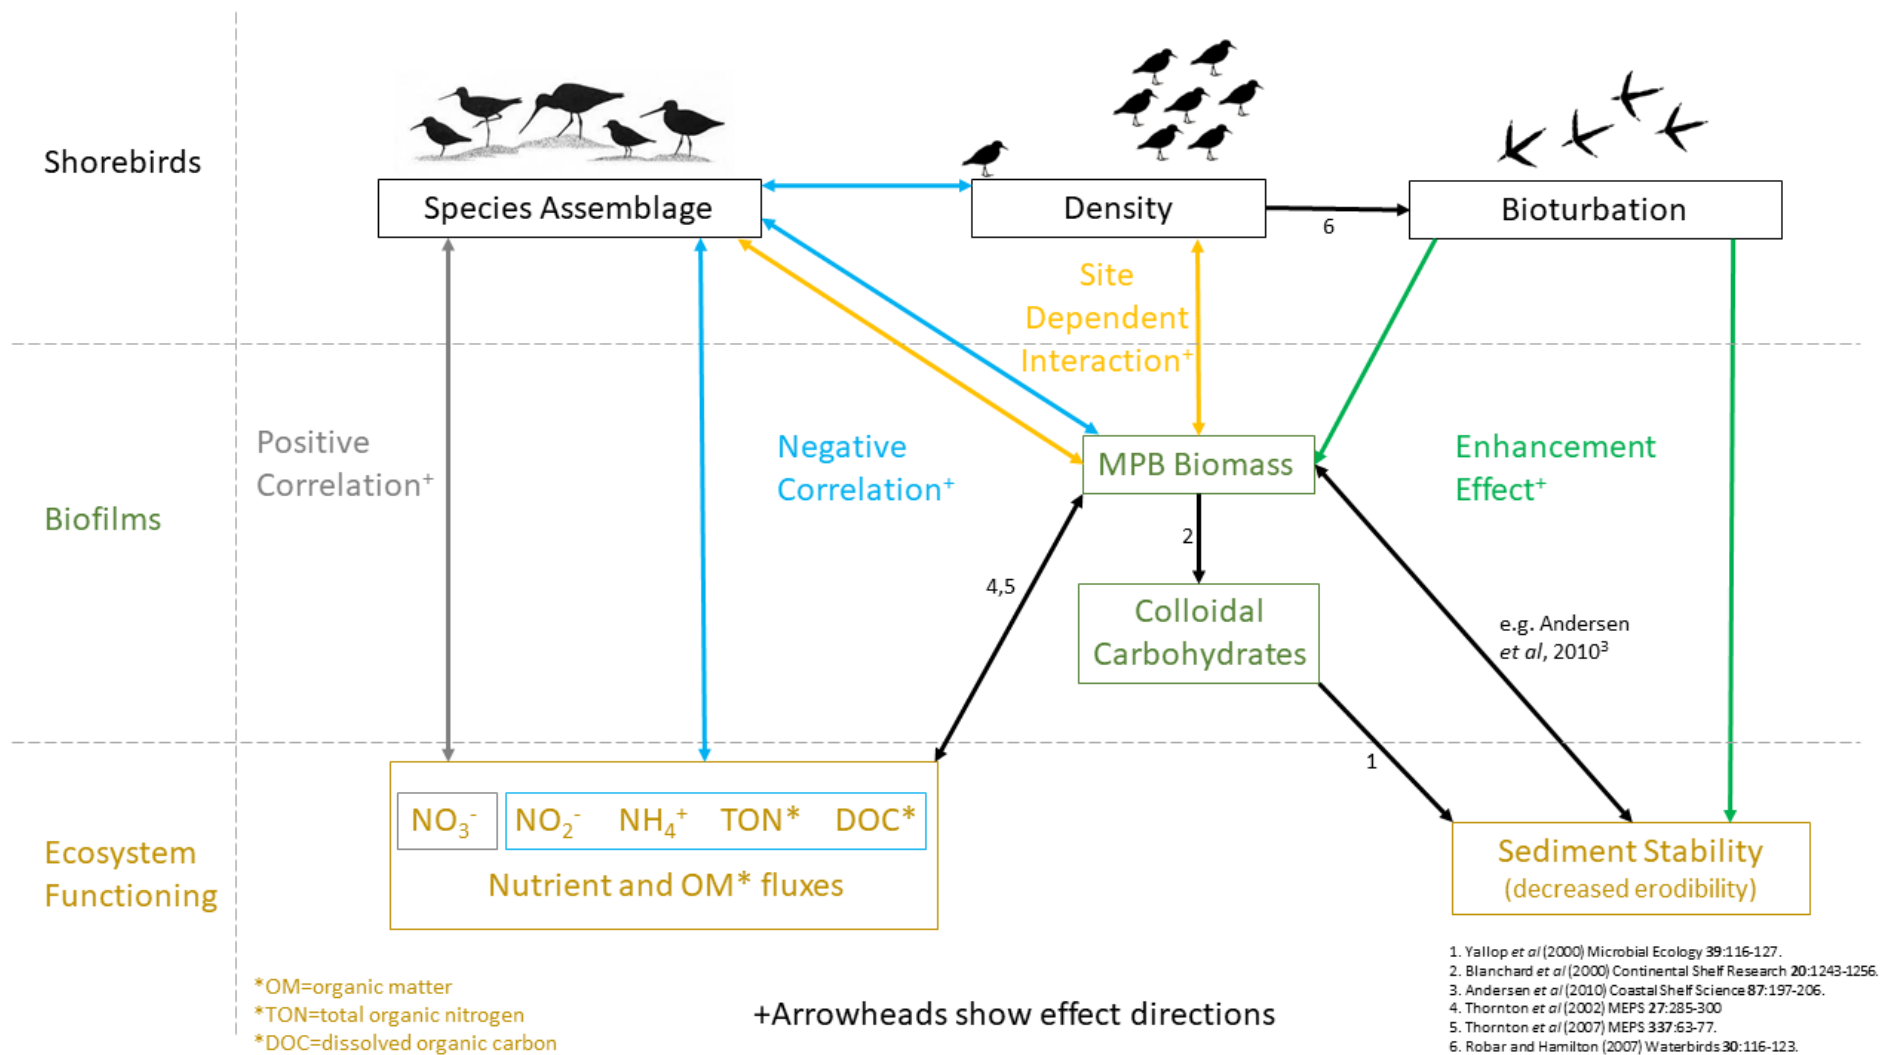 Shorebirds
Species Assemblage
Density
6
Bioturbation
Site
Dependent
Interaction⁺
Positive
Correlation⁺
Negative
Correlation⁺
MPB Biomass
Enhancement
Effect⁺
Biofilms
2
4,5
Colloidal
Carbohydrates
e.g. Andersen
et al, 2010³
1
Ecosystem
Functioning
NO₃⁻ NO₂⁻ NH₄⁺ TON* DOC*
Nutrient and OM* fluxes
Sediment Stability
(decreased erodibility)
*OM=organic matter
*TON=total organic nitrogen
*DOC=dissolved organic carbon
+Arrowheads show effect directions
1. Yallop et al (2000) Microbial Ecology 39:116-127.
2. Blanchard et al (2000) Continental Shelf Research 20:1243-1256.
3. Andersen et al (2010) Coastal Shelf Science 87:197-206.
4. Thornton et al (2002) MEPS 27:285-300
5. Thornton et al (2007) MEPS 337:63-77.
6. Robar and Hamilton (2007) Waterbirds 30:116-123.